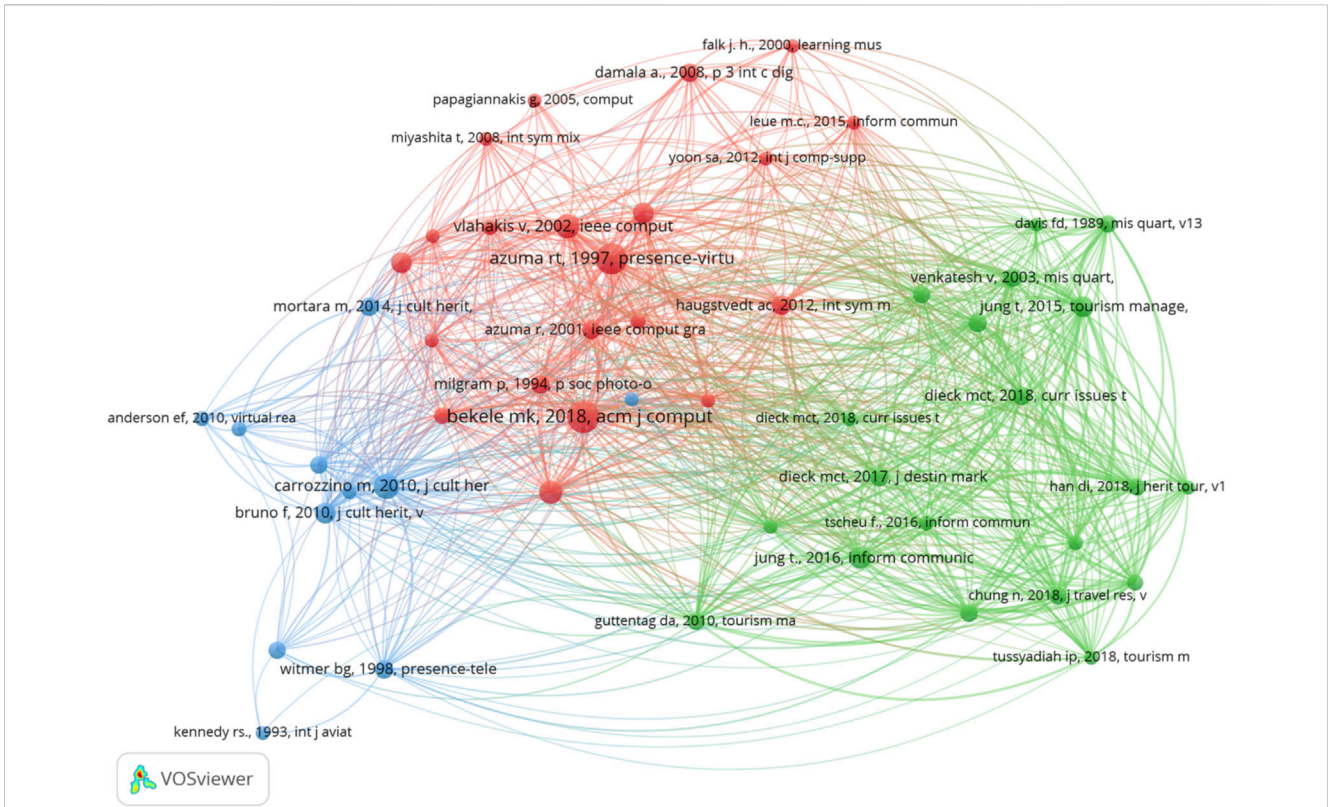 falk j. h., 2000, learning mus
damala a., 2008, p 3 int c dig
papagiannakis g, 2005, comput
leue m.c., 2015, inform commun
miyashita t, 2008, int sym mix
yoon sa, 2012, int j comp-supp
vlahakis v, 2002, ieee comput
davis fd, 1989, mis quart, v13
azuma rt, 1997, presence-virtu
venkatesh v, 2003, mis quart,
mortara m, 2014, j cult herit,
haugstvedt ac, 2012, int sym m
jung t, 2015, tourism manage,
azuma r, 2001, ieee comput gra
milgram p, 1994, p soc photo-o
dieck mct, 2018, curr issues t
anderson ef, 2010, virtual rea
bekele mk, 2018, acm j comput
dieck mct, 2018, curr issues t
carrozzino m, 2010, j cult her
dieck mct, 2017, j destin mark
han di, 2018, j herit tour, v1
bruno f, 2010, j cult herit, v
tscheu f., 2016, inform commun
jung t., 2016, inform communic
chung n, 2018, j travel res, v
guttentag da, 2010, tourism ma
tussyadiah ip, 2018, tourism m
witmer bg, 1998, presence-tele
kennedy rs., 1993, int j aviat
VOSviewer